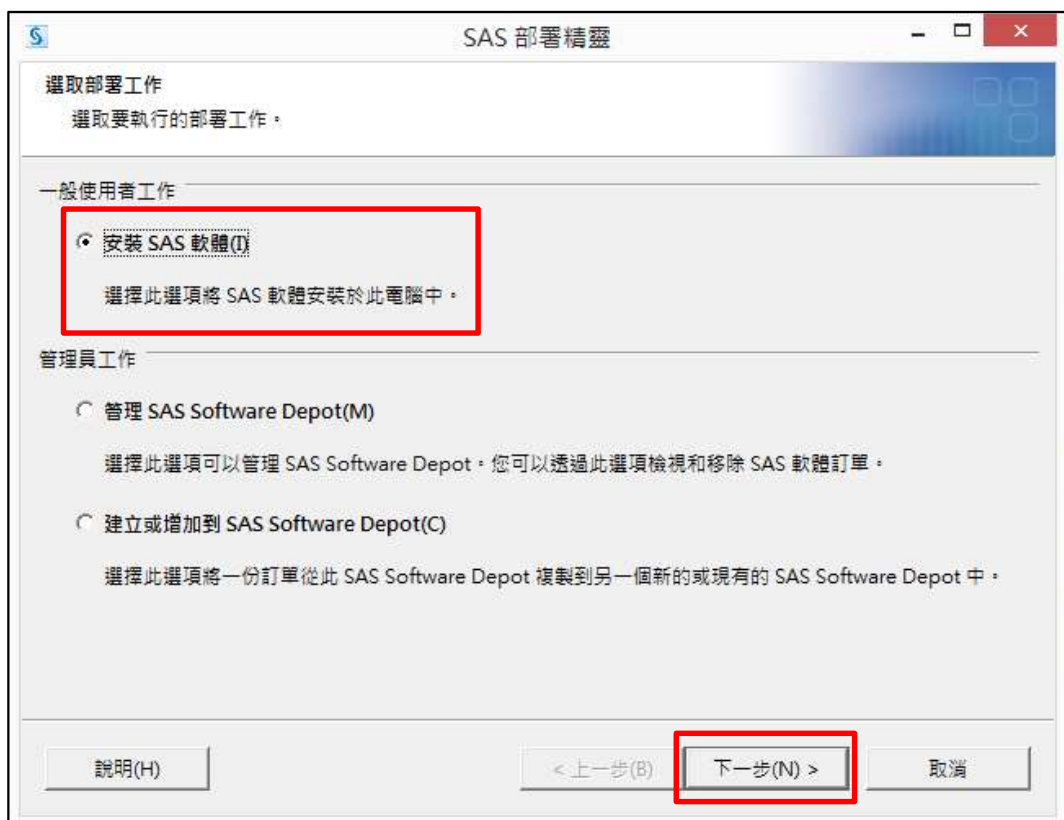 SAS 部署精靈
選取部署工作
選取要執行的部署工作。
一般使用者工作
安裝 SAS 軟體(I)
選擇此選項將 SAS 軟體安裝於此電腦中。
管理員工作
管理 SAS Software Depot(M)
選擇此選項可以管理 SAS Software Depot。您可以透過此選項檢視和移除 SAS 軟體訂單。
建立或增加到 SAS Software Depot(C)
選擇此選項將一份訂單從此 SAS Software Depot 複製到另一個新的或現有的 SAS Software Depot 中。
說明(H) < 上一步(B) 下一步(N) > 取消